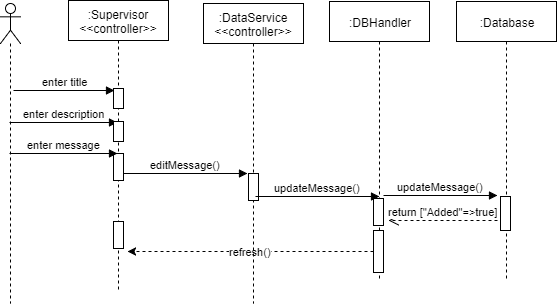 :Supervisor
<<controller>>
:DataService
<<controller>>
:DBHandler
:Database
enter title
enter description
enter message
editMessage()
updateMessage()
updateMessage()
return ["Added"=>true]
refresh()